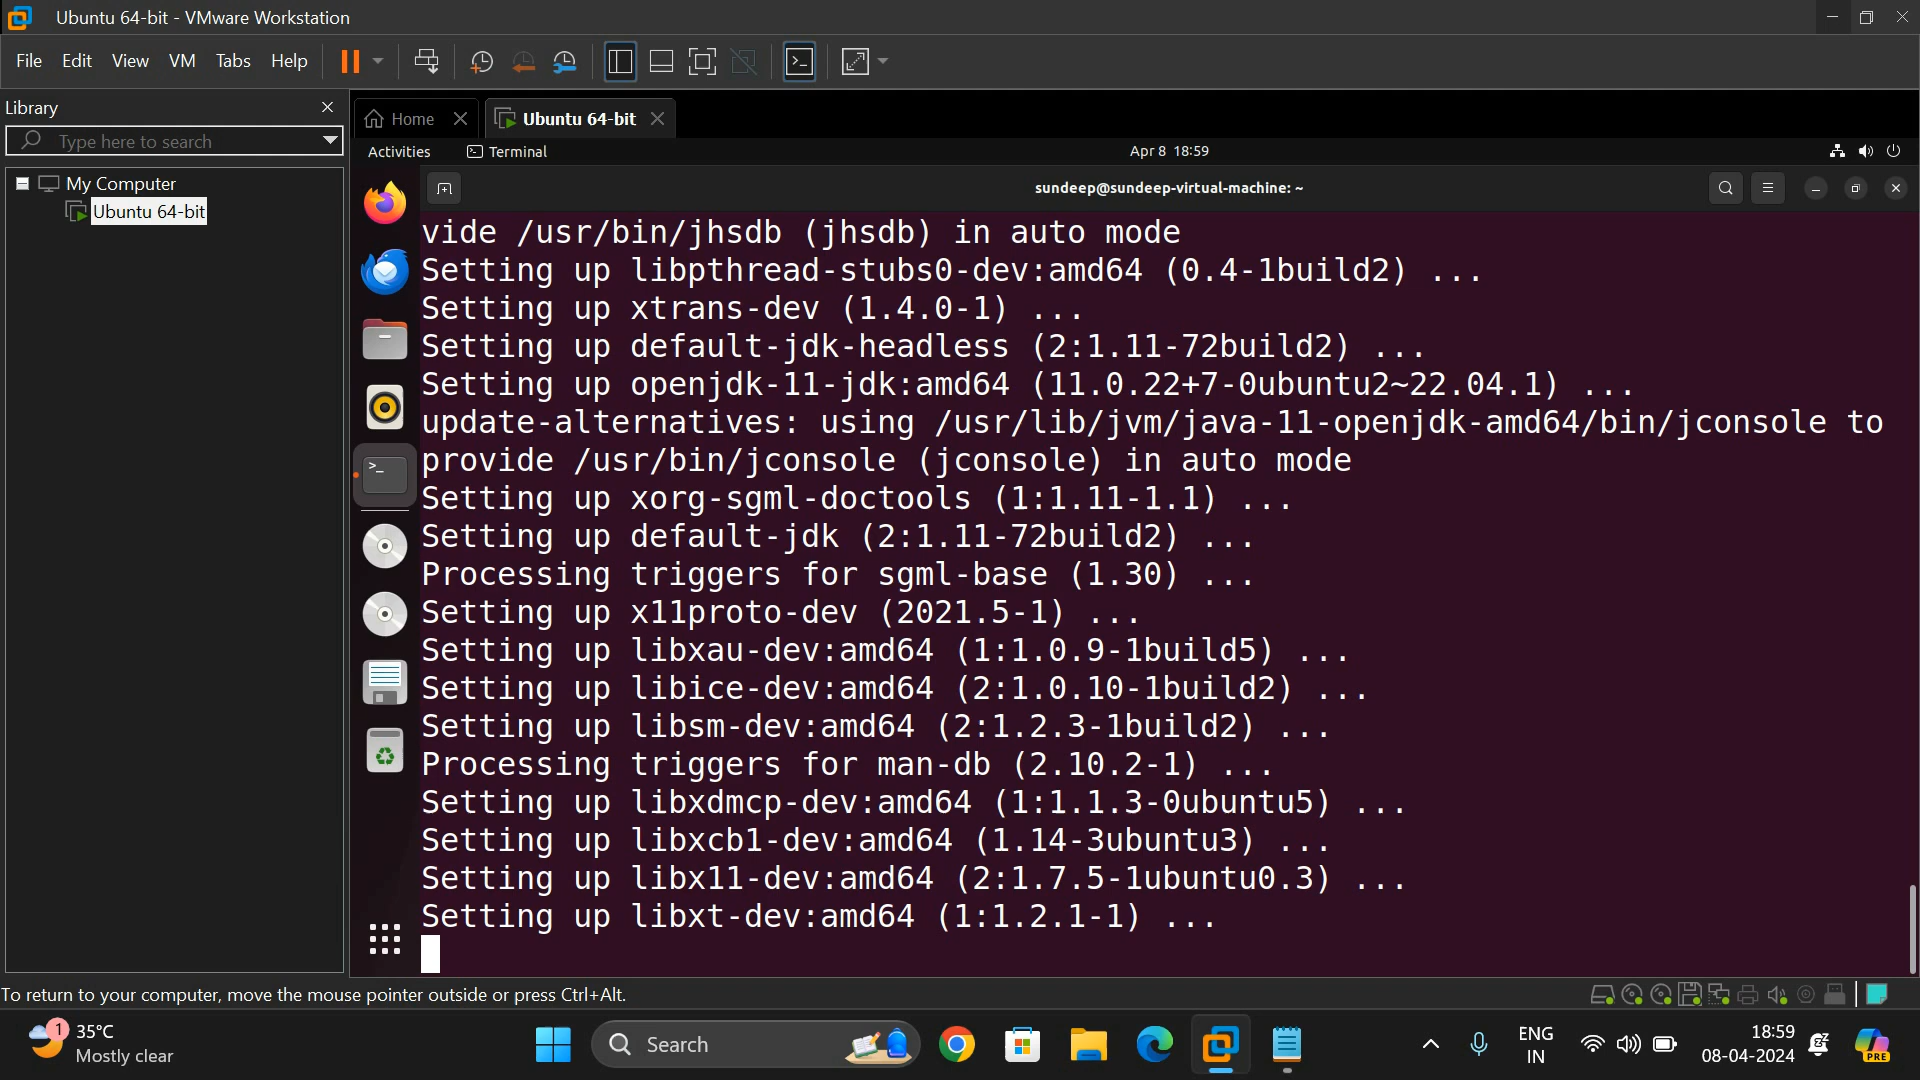 Ubuntu 64-bit - VMware Workstation
File Edit View VM Tabs Help
Library
Type here to search
My Computer
Ubuntu 64-bit
Home
Ubuntu 64-bit
Activities
Terminal
Apr 8 18:59
sundeep@sundeep-virtual-machine: ~
vide /usr/bin/jhsdb (jhsdb) in auto mode
Setting up libpthread-stubs0-dev:amd64 (0.4-1build2) ...
Setting up xtrans-dev (1.4.0-1) ...
Setting up default-jdk-headless (2:1.11-72build2) ...
Setting up openjdk-11-jdk:amd64 (11.0.22+7-0ubuntu2~22.04.1) ...
update-alternatives: using /usr/lib/jvm/java-11-openjdk-amd64/bin/jconsole to
provide /usr/bin/jconsole (jconsole) in auto mode
Setting up xorg-sgml-doctools (1:1.11-1.1) ...
Setting up default-jdk (2:1.11-72build2) ...
Processing triggers for sgml-base (1.30) ...
Setting up x11proto-dev (2021.5-1) ...
Setting up libxau-dev:amd64 (1:1.0.9-1build5) ...
Setting up libice-dev:amd64 (2:1.0.10-1build2) ...
Setting up libsm-dev:amd64 (2:1.2.3-1build2) ...
Processing triggers for man-db (2.10.2-1) ...
Setting up libxdmcp-dev:amd64 (1:1.1.3-0ubuntu5) ...
Setting up libxcb1-dev:amd64 (1.14-3ubuntu3) ...
Setting up libx11-dev:amd64 (2:1.7.5-1ubuntu0.3) ...
Setting up libxt-dev:amd64 (1:1.2.1-1) ...
To return to your computer, move the mouse pointer outside or press Ctrl+Alt.
1
35°C
Mostly clear
Search
ENG
IN
18:59
08-04-2024
PRE